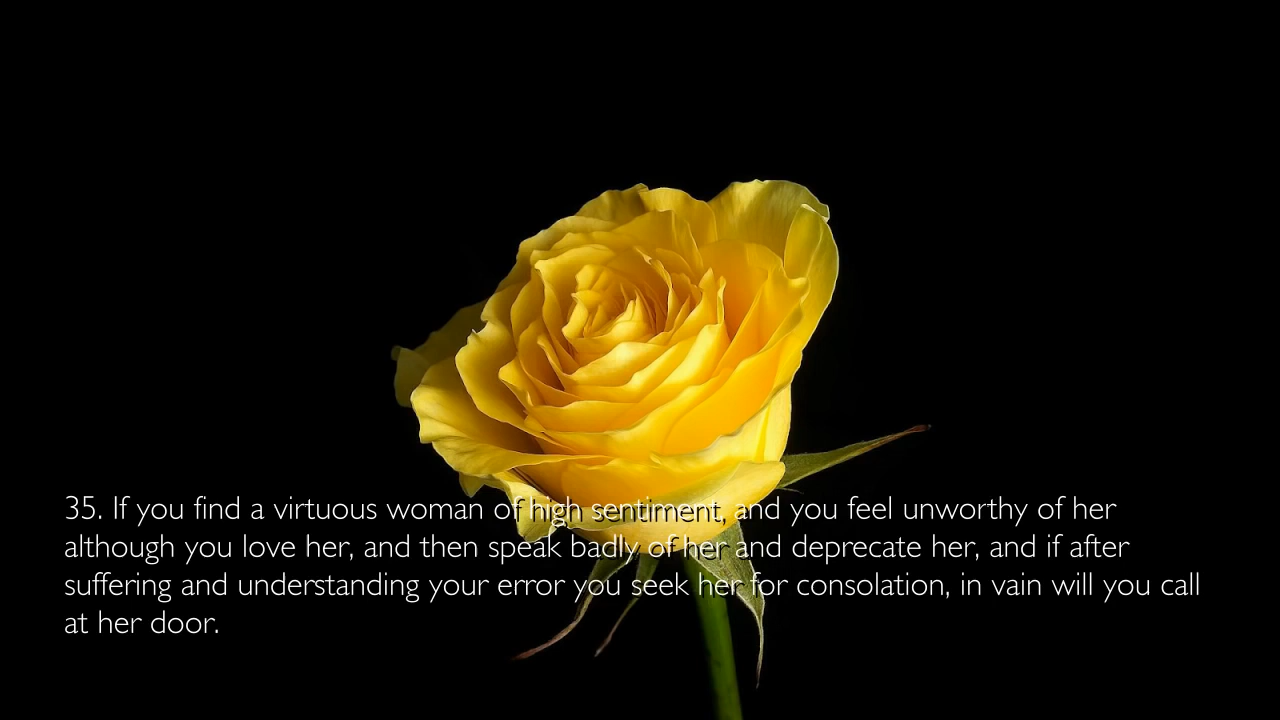 35. If you find a virtuous woman of high sentiment, and you feel unworthy of her
although you love her, and then speak badly of her and deprecate her, and if after
suffering and understanding your error you seek her for consolation, in vain will you call
at her door.